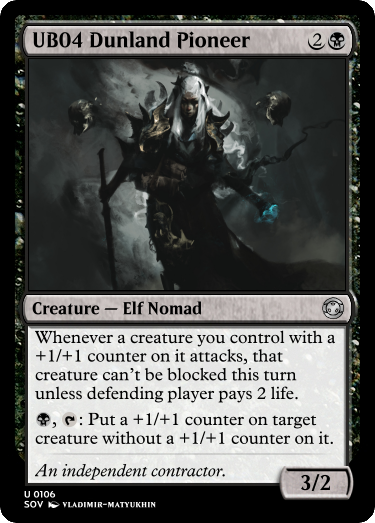 UB04 Dunland Pioneer 2
Creature — Elf Nomad
Whenever a creature you control with a
+1/+1 counter on it attacks, that
creature can't be blocked this turn
unless defending player pays 2 life.
, : Put a +1/+1 counter on target
creature without a +1/+1 counter on it.
An independent contractor.
3/2
U 0106
SOV VLADIMIR-MATYUKHIN